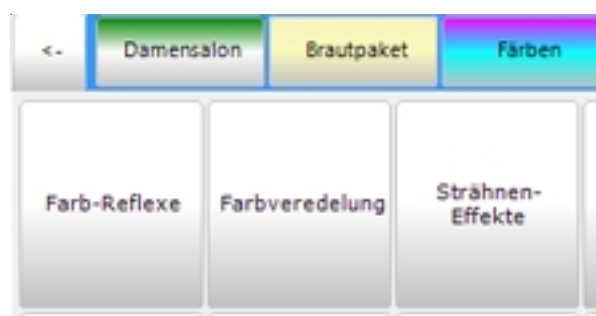 <- Damensalon Brautpaket Färben
Farb-Reflexe Farbveredelung Strähnen-
Effekte